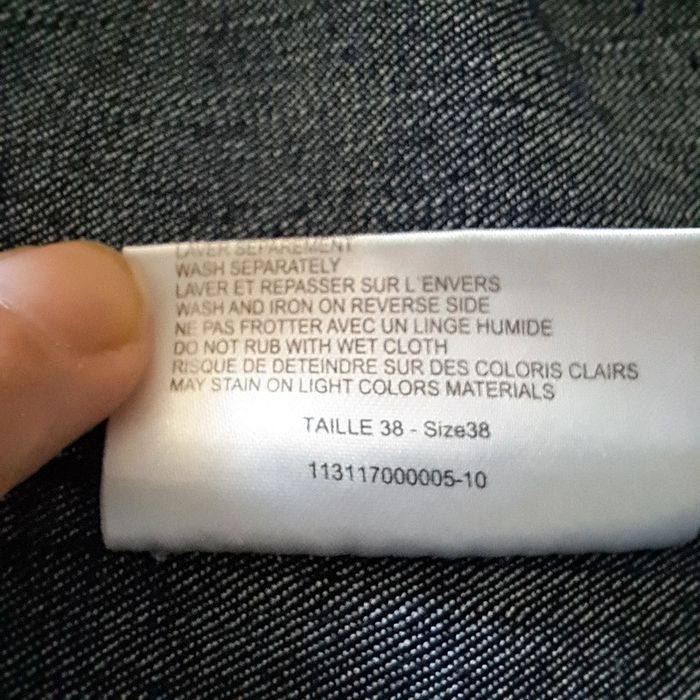 LAVER SEPAREMENT
WASH SEPARATELY
LAVER ET REPASSER SUR L'ENVERS
WASH AND IRON ON REVERSE SIDE
NE PAS FROTTER AVEC UN LINGE HUMIDE
DO NOT RUB WITH WET CLOTH
RISQUE DE DETEINDRE SUR DES COLORIS CLAIRS
MAY STAIN ON LIGHT COLORS MATERIALS
TAILLE 38 - Size38
113117000005-10